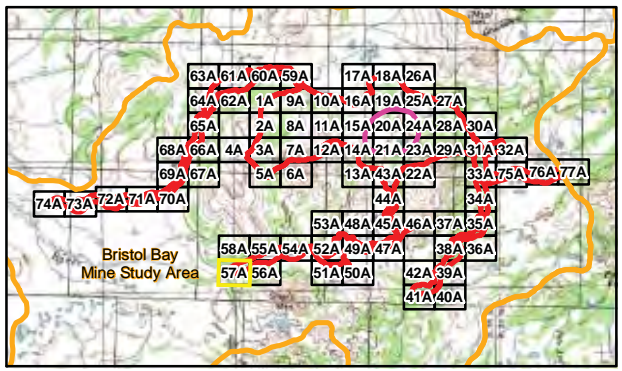 63A 61A 60A 59A 17A 18A 26A
64A 62A 1A 9A 10A 16A 19A 25A 27A
65A 2A 8A 11A 15A 20A 24A 28A 30A
68A 66A 4A 3A 7A 12A 14A 21A 23A 29A 31A 32A
69A 67A 5A 6A 13A 43A 22A 33A 75A 76A 77A
74A 73A 72A 71A 70A 44A 34A
53A 48A 45A 46A 37A 35A
58A 55A 54A 52A 49A 47A 38A 36A
Bristol Bay
Mine Study Area
57A 56A 51A 50A 42A 39A
41A 40A